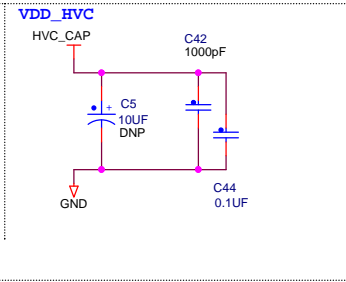 VDD_HVC
HVC_CAP
C42
1000pF
+
C5
10UF
DNP
C44
0.1UF
GND